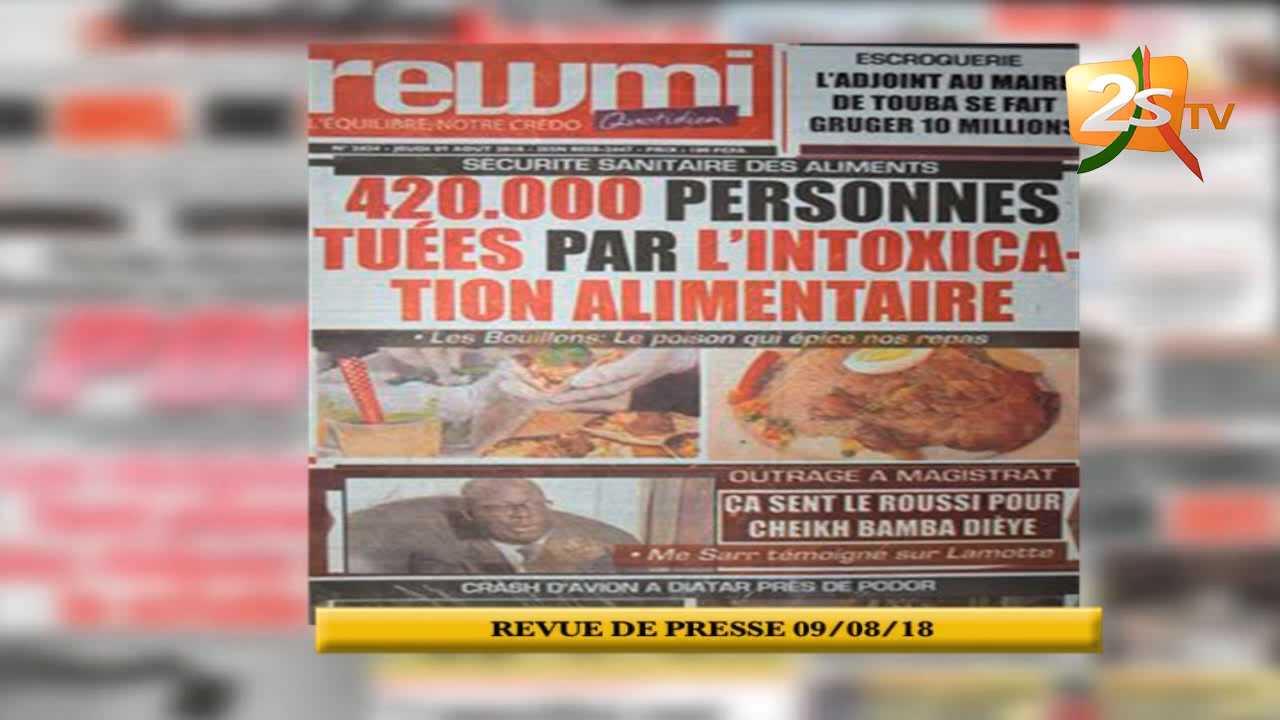 rewmi
L'ÉQUILIBRE, NOTRE CREDO
Quotidien
ESCROQUERIE
L'ADJOINT AU MAIRE
DE TOUBA SE FAIT
GRUGER 10 MILLIONS
2STV
SÉCURITÉ SANITAIRE DES ALIMENTS
420.000 PERSONNES
TUÉES PAR L'INTOXICA-
TION ALIMENTAIRE
• Les Bouillons: Le poison qui épice nos repas
OUTRAGE A MAGISTRAT
ÇA SENT LE ROUSSI POUR
CHEIKH BAMBA DIÈYE
• Me Sarr témoigne sur Lamotte
CRASH D'AVION A DIATAR PRÈS DE PODOR
REVUE DE PRESSE 09/08/18